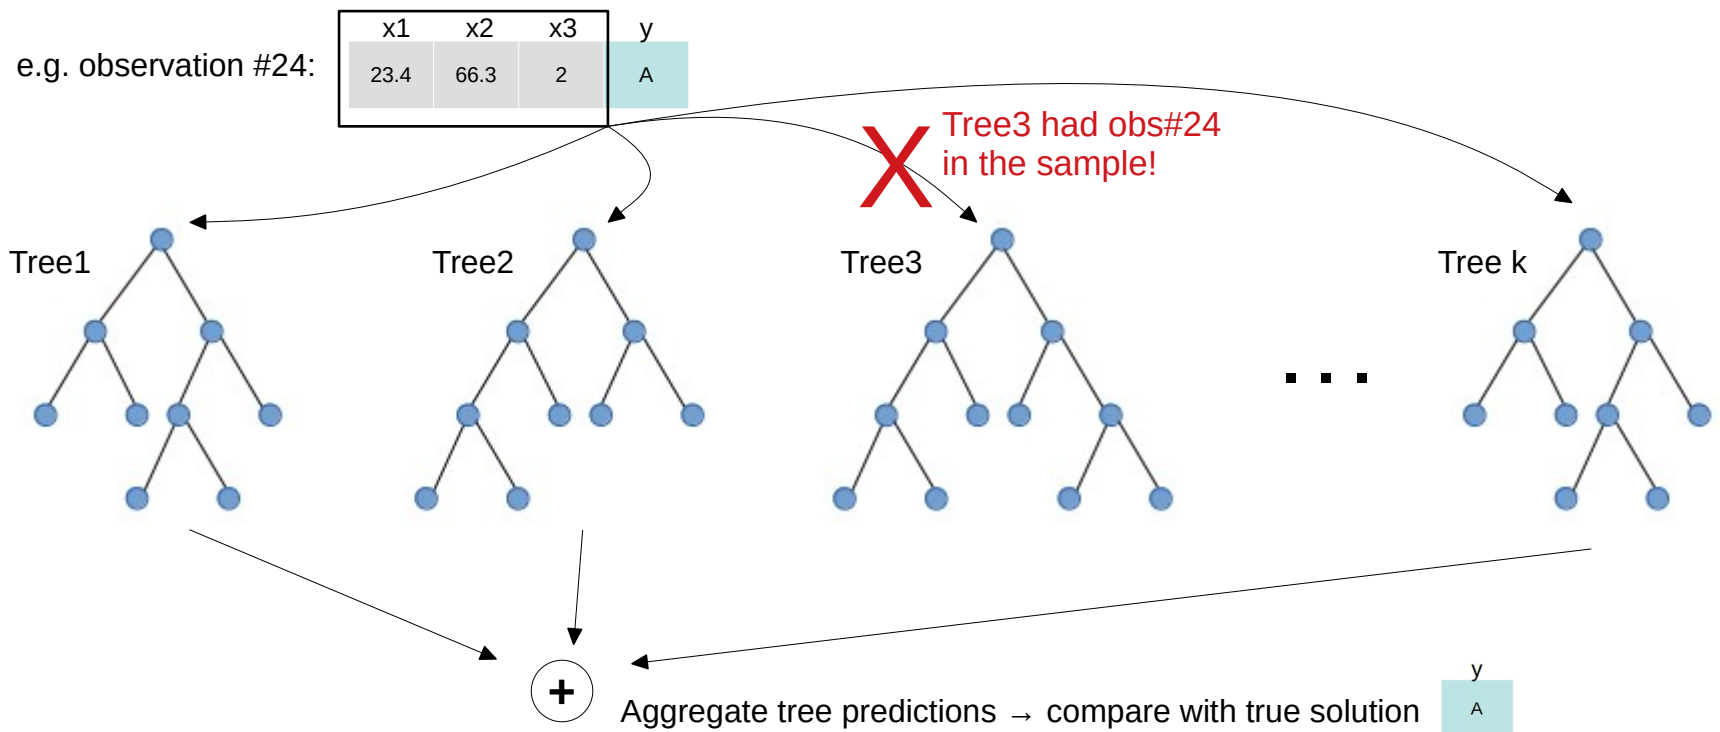 x1 x2 x3 y
e.g. observation #24:
23.4 66.3 2 A
Tree3 had obs#24
in the sample!
X
Tree1 Tree2 Tree3 Tree k
. . .
+
Aggregate tree predictions → compare with true solution
y
A